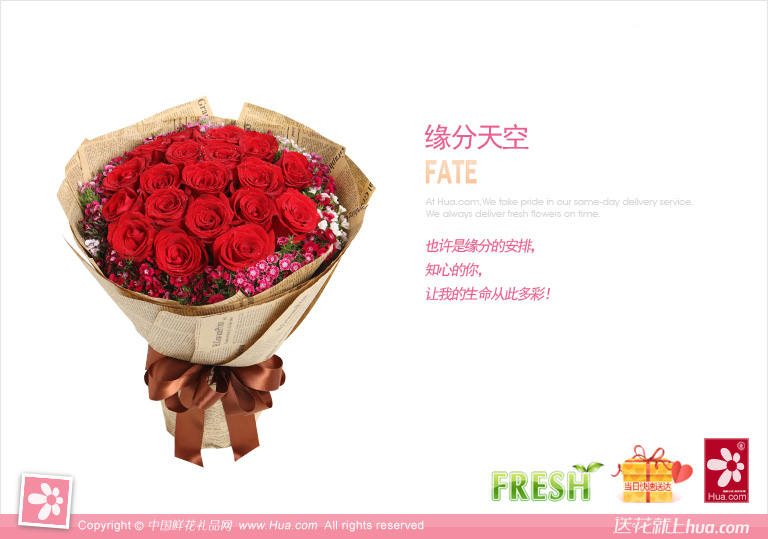 缘分天空
FATE
At Hua.com,We take pride in our same-day delivery service.
We always deliver fresh flowers on time.
也许是缘分的安排,
知心的你,
让我的生命从此多彩!
FRESH
当日快速送达
Hua.com
Copyright © 中国鲜花礼品网 www.Hua.com All rights reserved
送花就上hua.com